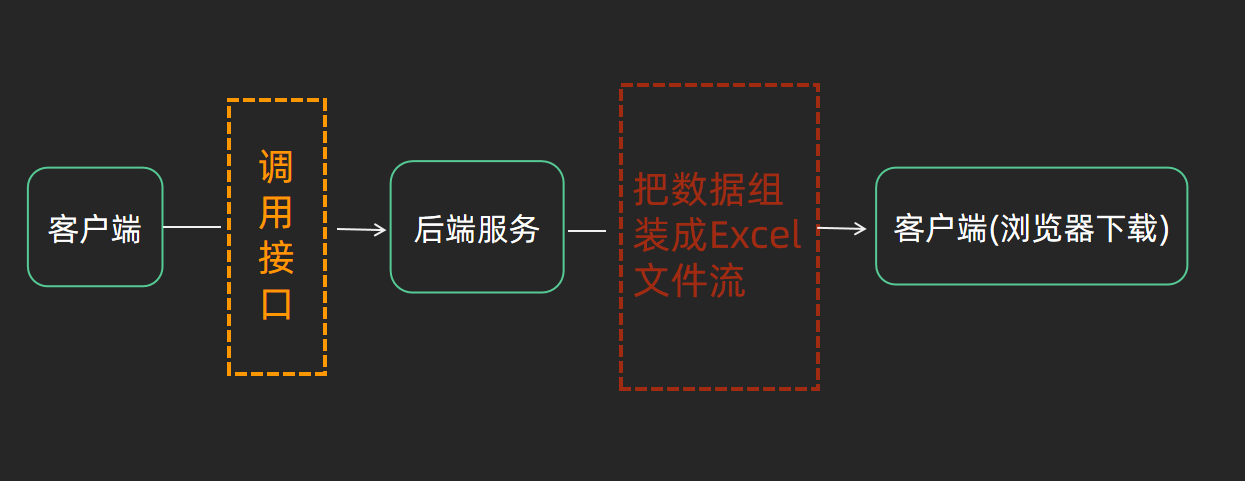 客户端
调
用
接
口
后端服务
把数据组
装成Excel
文件流
客户端(浏览器下载)